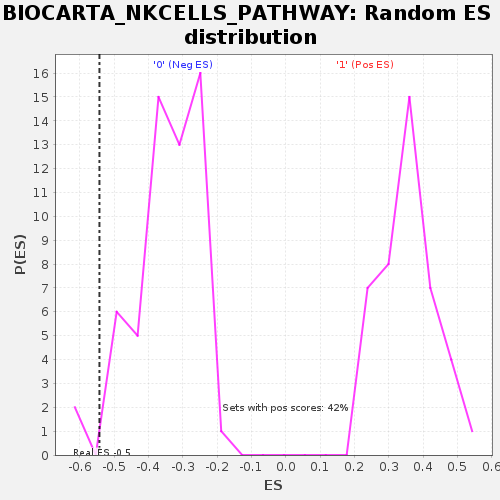 BIOCARTA_NKCELLS_PATHWAY: Random ES
distribution
'0' (Neg ES)
'1' (Pos ES)
16
15
14
13
12
11
10
9
8
7
6
5
4
3
2
1
0
P(ES)
Sets with pos scores: 42%
Real ES -0.5
-0.6 -0.5 -0.4 -0.3 -0.2 -0.1 0.0 0.1 0.2 0.3 0.4 0.5 0.6
ES